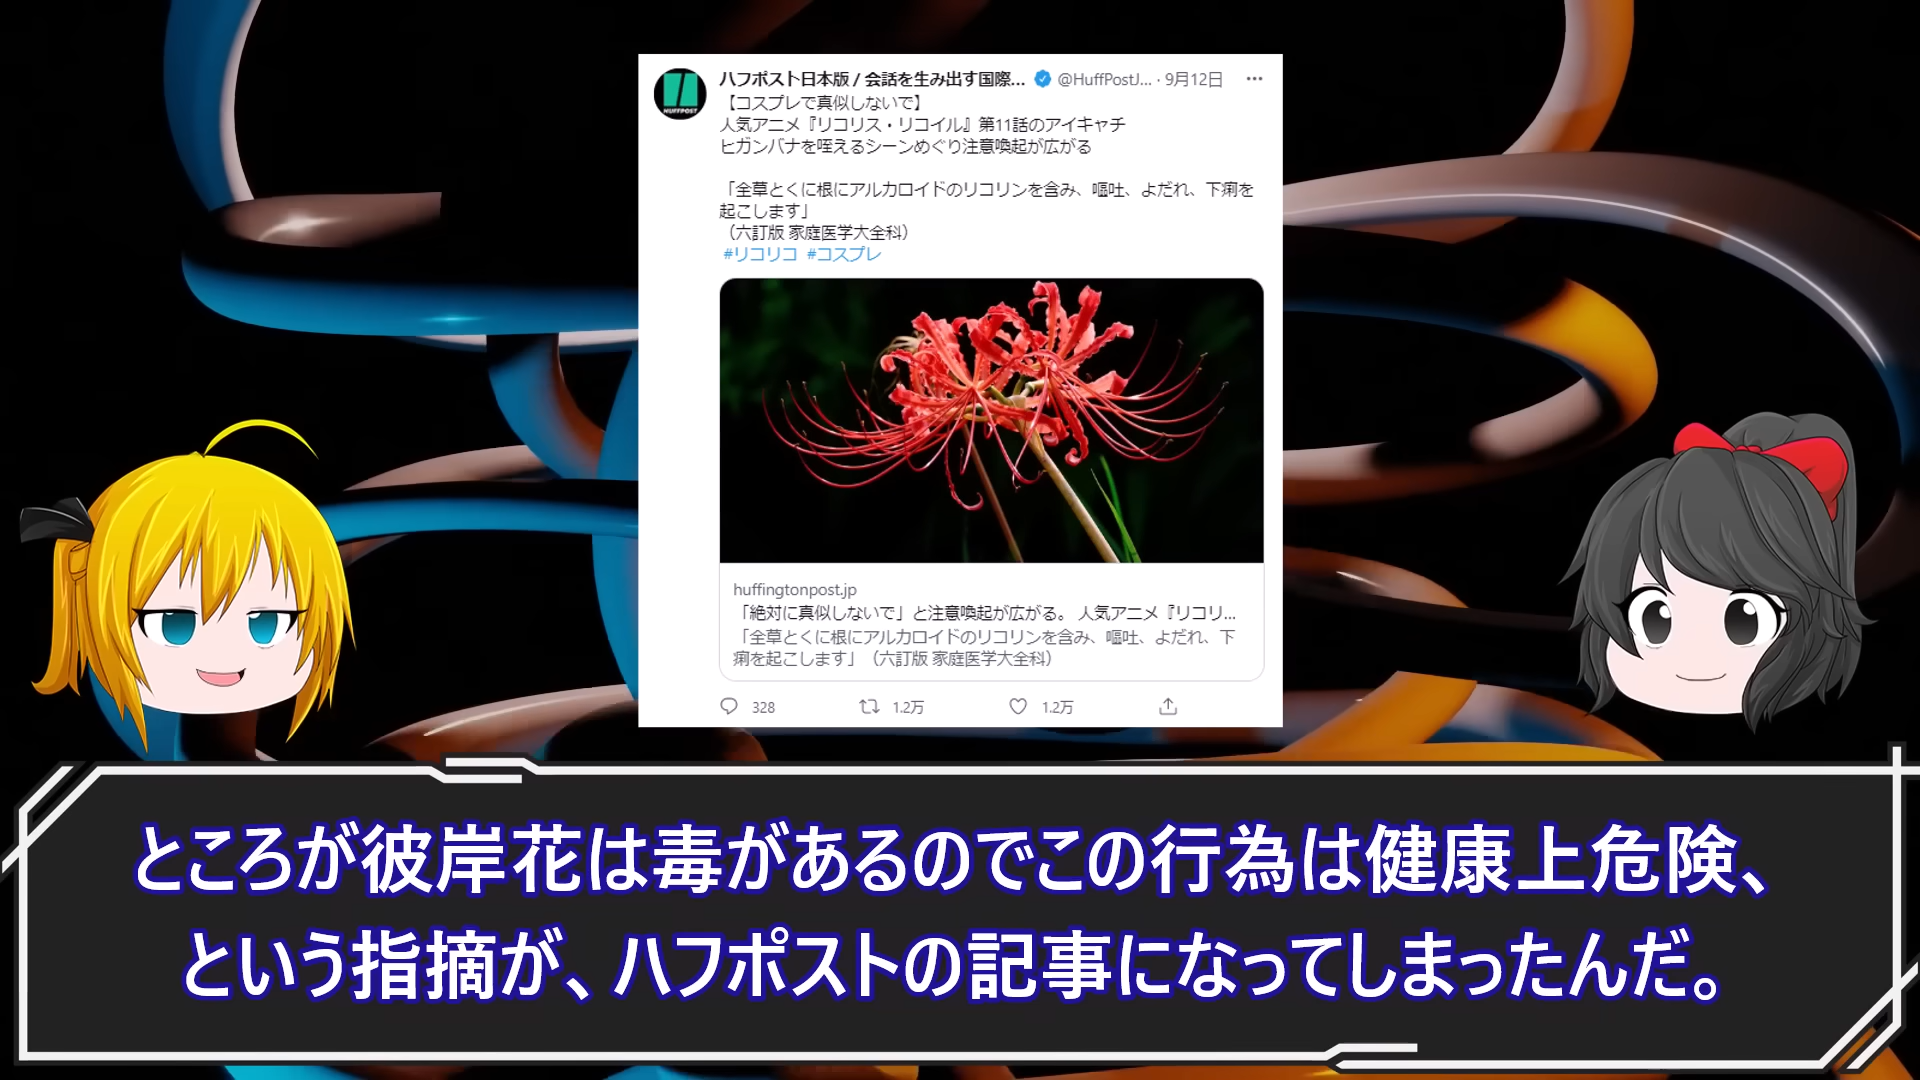 ハフポスト日本版 / 会話を生み出す国際... @HuffPostJ... · 9月12日 ···
HUFFPOST
【コスプレで真似しないで】
人気アニメ『リコリス・リコイル』第11話のアイキャチ
ヒガンバナを咥えるシーンめぐり注意喚起が広がる
「全草とくに根にアルカロイドのリコリンを含み、嘔吐、よだれ、下痢を
起こします」
（六訂版 家庭医学大全科）
#リコリコ #コスプレ
huffingtonpost.jp
「絶対に真似しないで」と注意喚起が広がる。 人気アニメ『リコリ...
「全草とくに根にアルカロイドのリコリンを含み、嘔吐、よだれ、下
痢を起こします」（六訂版 家庭医学大全科）
328 1.2万 1.2万
ところが彼岸花は毒があるのでこの行為は健康上危険、
という指摘が、ハフポストの記事になってしまったんだ。